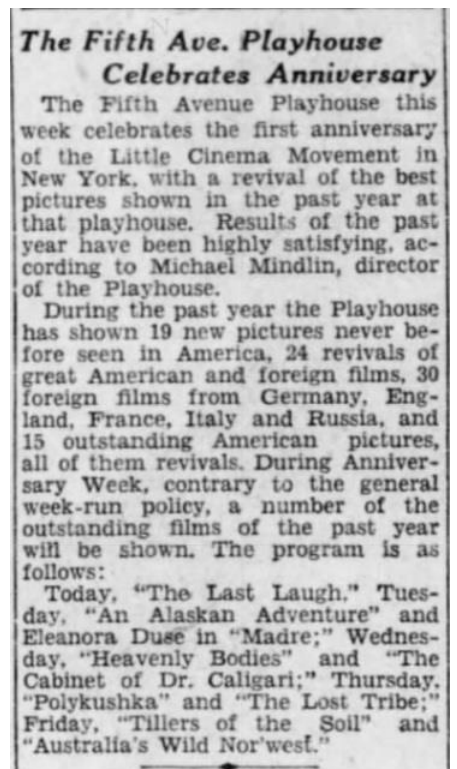 The Fifth Ave. Playhouse
Celebrates Anniversary
The Fifth Avenue Playhouse this
week celebrates the first anniversary
of the Little Cinema Movement in
New York, with a revival of the best
pictures shown in the past year at
that playhouse. Results of the past
year have been highly satisfying, ac-
cording to Michael Mindlin, director
of the Playhouse.
During the past year the Playhouse
has shown 19 new pictures never be-
fore seen in America, 24 revivals of
great American and foreign films, 30
foreign films from Germany, Eng-
land, France, Italy and Russia, and
15 outstanding American pictures,
all of them revivals. During Anniver-
sary Week, contrary to the general
week-run policy, a number of the
outstanding films of the past year
will be shown. The program is as
follows:
Today, "The Last Laugh," Tues-
day, "An Alaskan Adventure" and
Eleanora Duse in "Madre;" Wednes-
day, "Heavenly Bodies" and "The
Cabinet of Dr. Caligari;" Thursday,
"Polykushka" and "The Lost Tribe;"
Friday, "Tillers of the Soil" and
"Australia's Wild Nor'west."